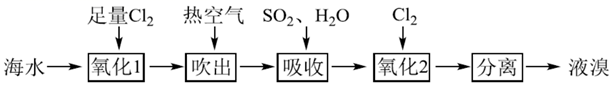 足量Cl₂ 热空气 SO₂、H₂O Cl₂
海水 氧化1 吹出 吸收 氧化2 分离 液溴